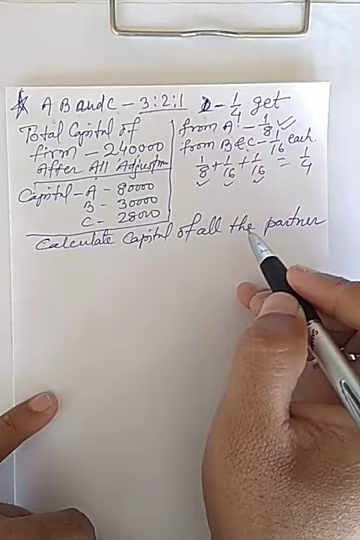 A B and C - 3:2:1 D - 1/4 get
Total Capital of
firm - 240000
After All Adjustm
Capital - A - 80000
B - 30000
C - 28000
from A - 1/8
from B & C - 1/16 each.
1/8 + 1/16 + 1/16 = 1/4
Calculate Capital of all the partner